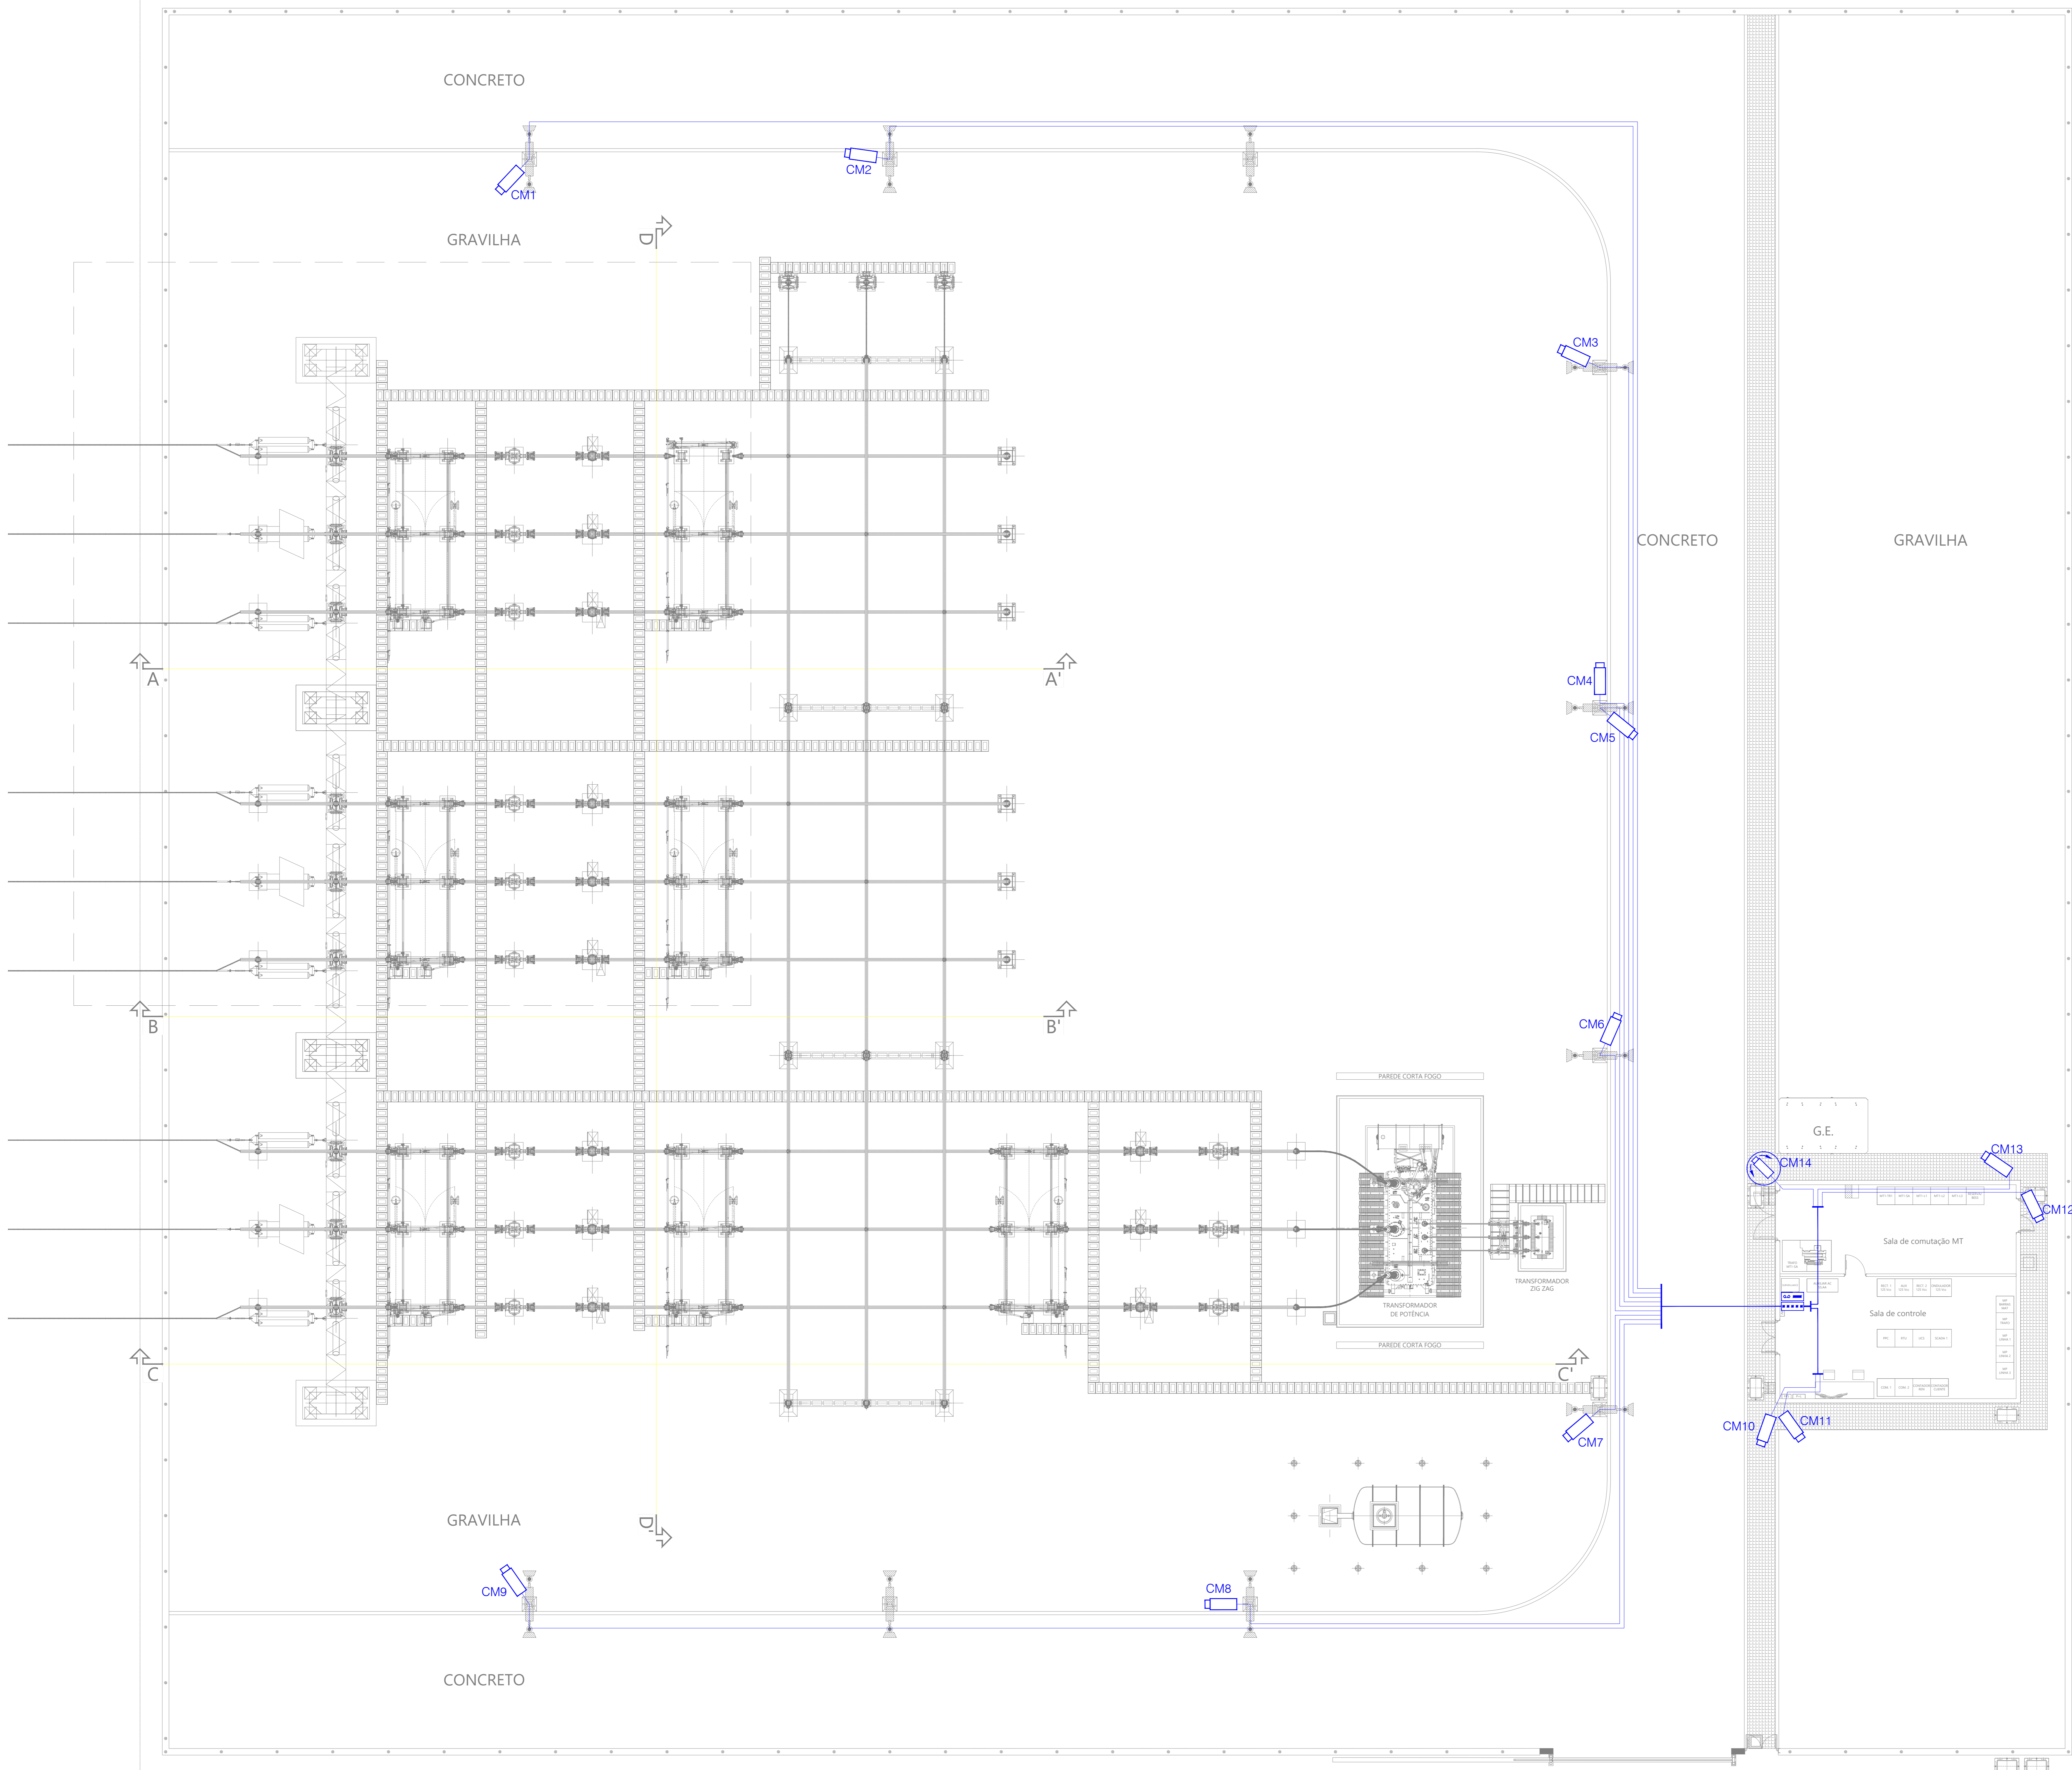 CONCRETO
CM2
CM1
GRAVILHA
D
CM3
CONCRETO
GRAVILHA
A
A'
CM4
CM5
B
B'
CM6
PAREDE CORTA FOGO
G.E.
CM13
CM14
CM12
Sala de comutação MT
TRANSFORMADOR
ZIG ZAG
TRANSFORMADOR
DE POTÊNCIA
Sala de controle
PAREDE CORTA FOGO
C
C'
CM7
CM10
CM11
GRAVILHA
D'
CM9
CM8
CONCRETO